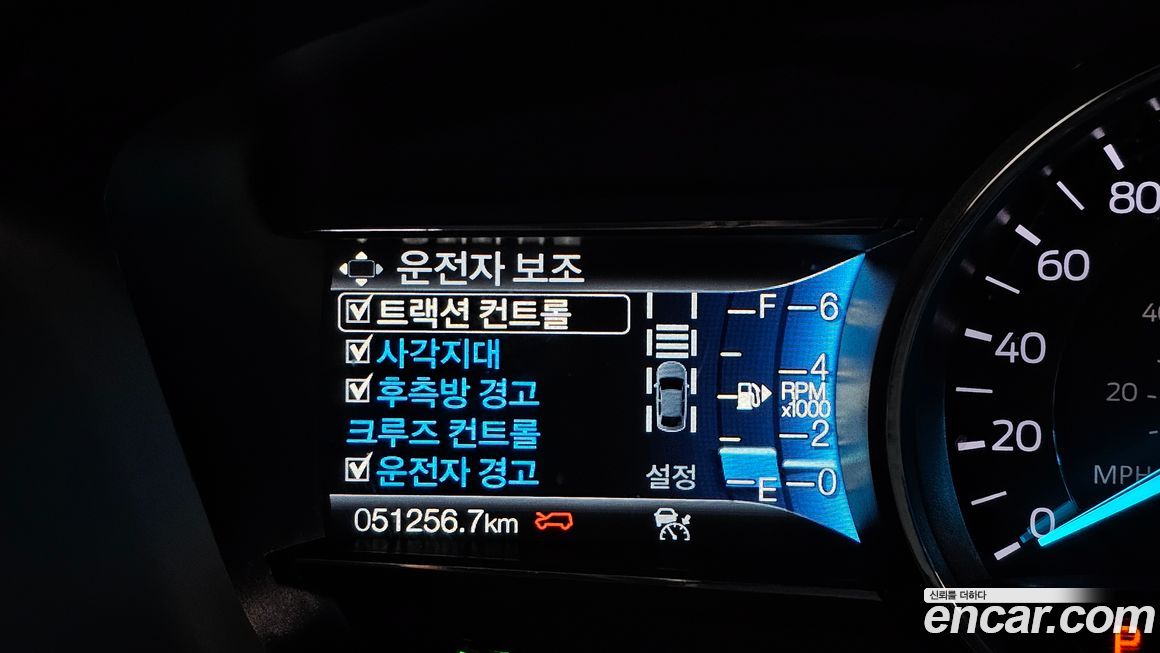 운전자 보조
트랙션 컨트롤
사각지대
후측방 경고
크루즈 컨트롤
운전자 경고
설정
F
E
6
4
RPM
x1000
2
0
051256.7km
80
60
40
20
0
20
MPH
신뢰를 더하다
encar.com
P